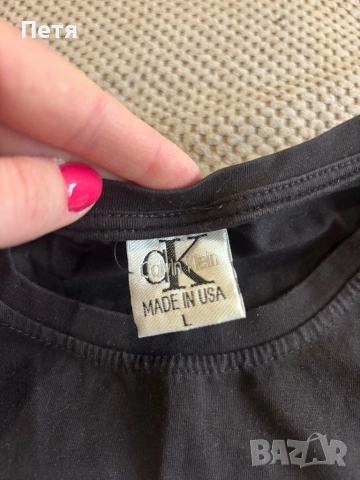 Петя
cK
Calvin Klein
MADE IN USA
L
BAZAR